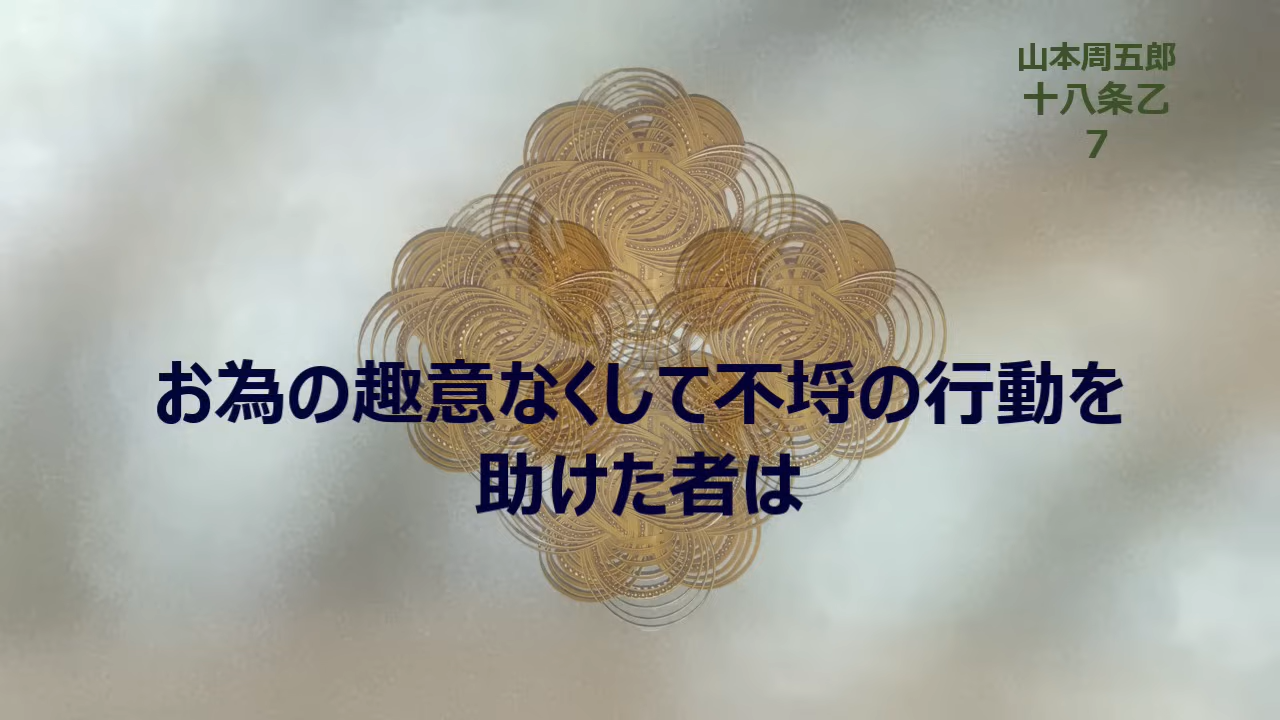 山本周五郎
十八条乙
7
お為の趣意なくして不埒の行動を
助けた者は